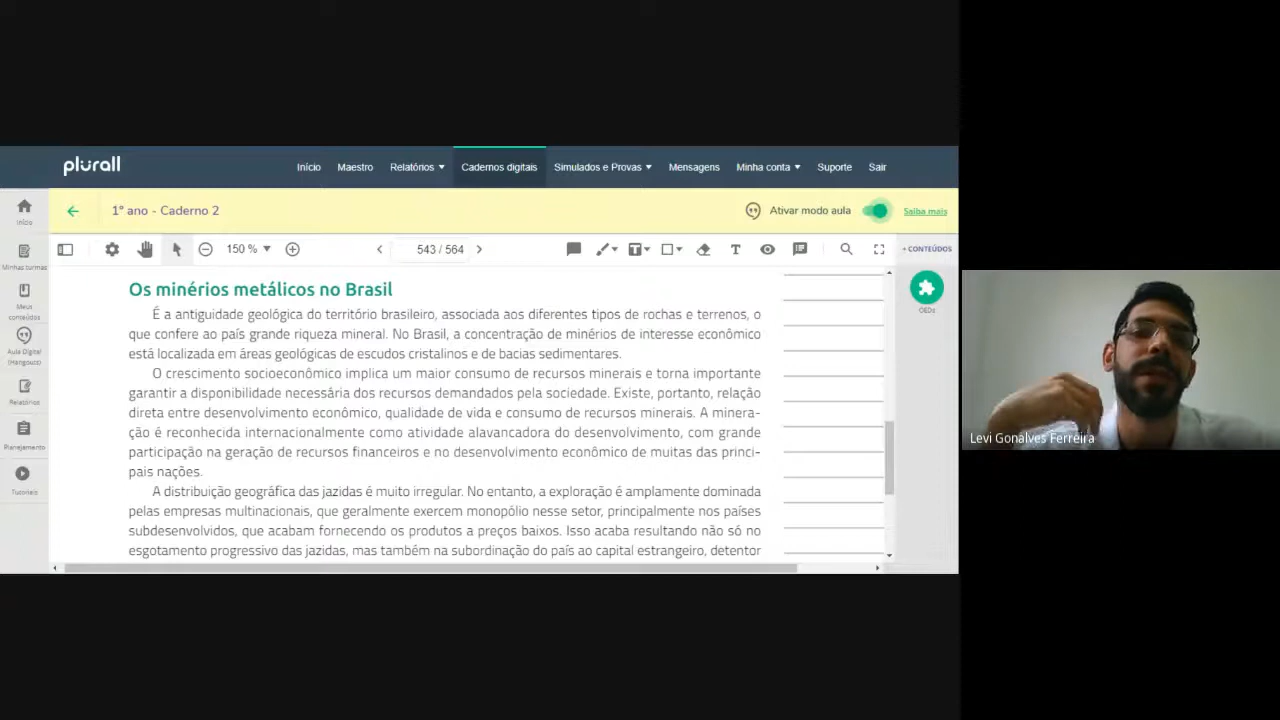 plurall
Início
Maestro
Relatórios
Cadernos digitais
Simulados e Provas
Mensagens
Minha conta
Suporte
Sair
1º ano - Caderno 2
Ativar modo aula
Saiba mais
150 %
543 / 564
+ CONTEÚDOS
Início
Minhas turmas
Meus
conteúdos
Aula Digital
(Hangouts)
Relatórios
Planejamento
Tutoriais
OEDs
Os minérios metálicos no Brasil
É a antiguidade geológica do território brasileiro, associada aos diferentes tipos de rochas e terrenos, o
que confere ao país grande riqueza mineral. No Brasil, a concentração de minérios de interesse econômico
está localizada em áreas geológicas de escudos cristalinos e de bacias sedimentares.
O crescimento socioeconômico implica um maior consumo de recursos minerais e torna importante
garantir a disponibilidade necessária dos recursos demandados pela sociedade. Existe, portanto, relação
direta entre desenvolvimento econômico, qualidade de vida e consumo de recursos minerais. A minera-
ção é reconhecida internacionalmente como atividade alavancadora do desenvolvimento, com grande
participação na geração de recursos financeiros e no desenvolvimento econômico de muitas das princi-
pais nações.
A distribuição geográfica das jazidas é muito irregular. No entanto, a exploração é amplamente dominada
pelas empresas multinacionais, que geralmente exercem monopólio nesse setor, principalmente nos países
subdesenvolvidos, que acabam fornecendo os produtos a preços baixos. Isso acaba resultando não só no
esgotamento progressivo das jazidas, mas também na subordinação do país ao capital estrangeiro, detentor
Levi Gonalves Ferreira